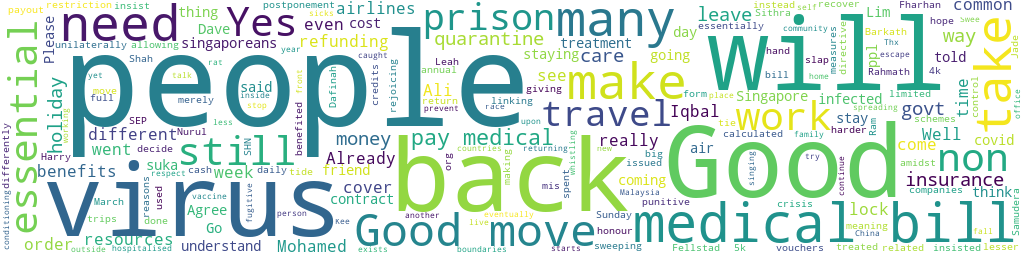 people
virus
back
will
Good
need
Yes
prison
many
make
travel
work
take
non
still
essential
Good move
medical bill
payout
restriction
insist
postponement
sicks
airlines
leave
Lim
common
Please
unilaterally
allowing
thing
Dave
even
cost
singaporeans
year
refunding
quarantine
treatment
day
way
essentially
instead
self
recover
Sithra
community
Barkath
Thx
ppl
hope
Swee
Fharhan
told
4k
holiday
Shah
yet
move
full
rat
talk
merely
said
inside
stop
Dafinah
front
credits
caught
rejoicing
Leah
annual
Ali
return
prevent
race
linking
staying
see
giving
care
going
form
bill
Singapore
hand
slap
home
measures
directive
Rahmath
escape
infected
place
limited
govt
time
control
Jade
SEP
different
decide
Nurul
less
benefited
money
pay medical
upon
really
Iqbal
air
tie
calculated
stay
harder
spreading
schemes
Well
come
covid
differently
conditioning
Harry
benefits
went
suka
week
SHN
cash
daily
tide
friend
Already
cover
contract
org
countries
making
returning
whistling
mis
spent
issued
coming
big
new
Malaysia
family
try
continue
Ram
amidst
insurance
companies
think
working
March
trips
used
done
reasons
respect
Agree
Go
vaccine
fugitive
person
Mohamed
Kee
another
live
eventually
Sunday
punitive
singing
crisis
lock
meaning
China
fall
lesser
order
resources
outside
hospitalised
understand
exists
boundaries
starts
honour
sweeping
Fellstad
5k
vouchers
treated
related
insisted
Samudera